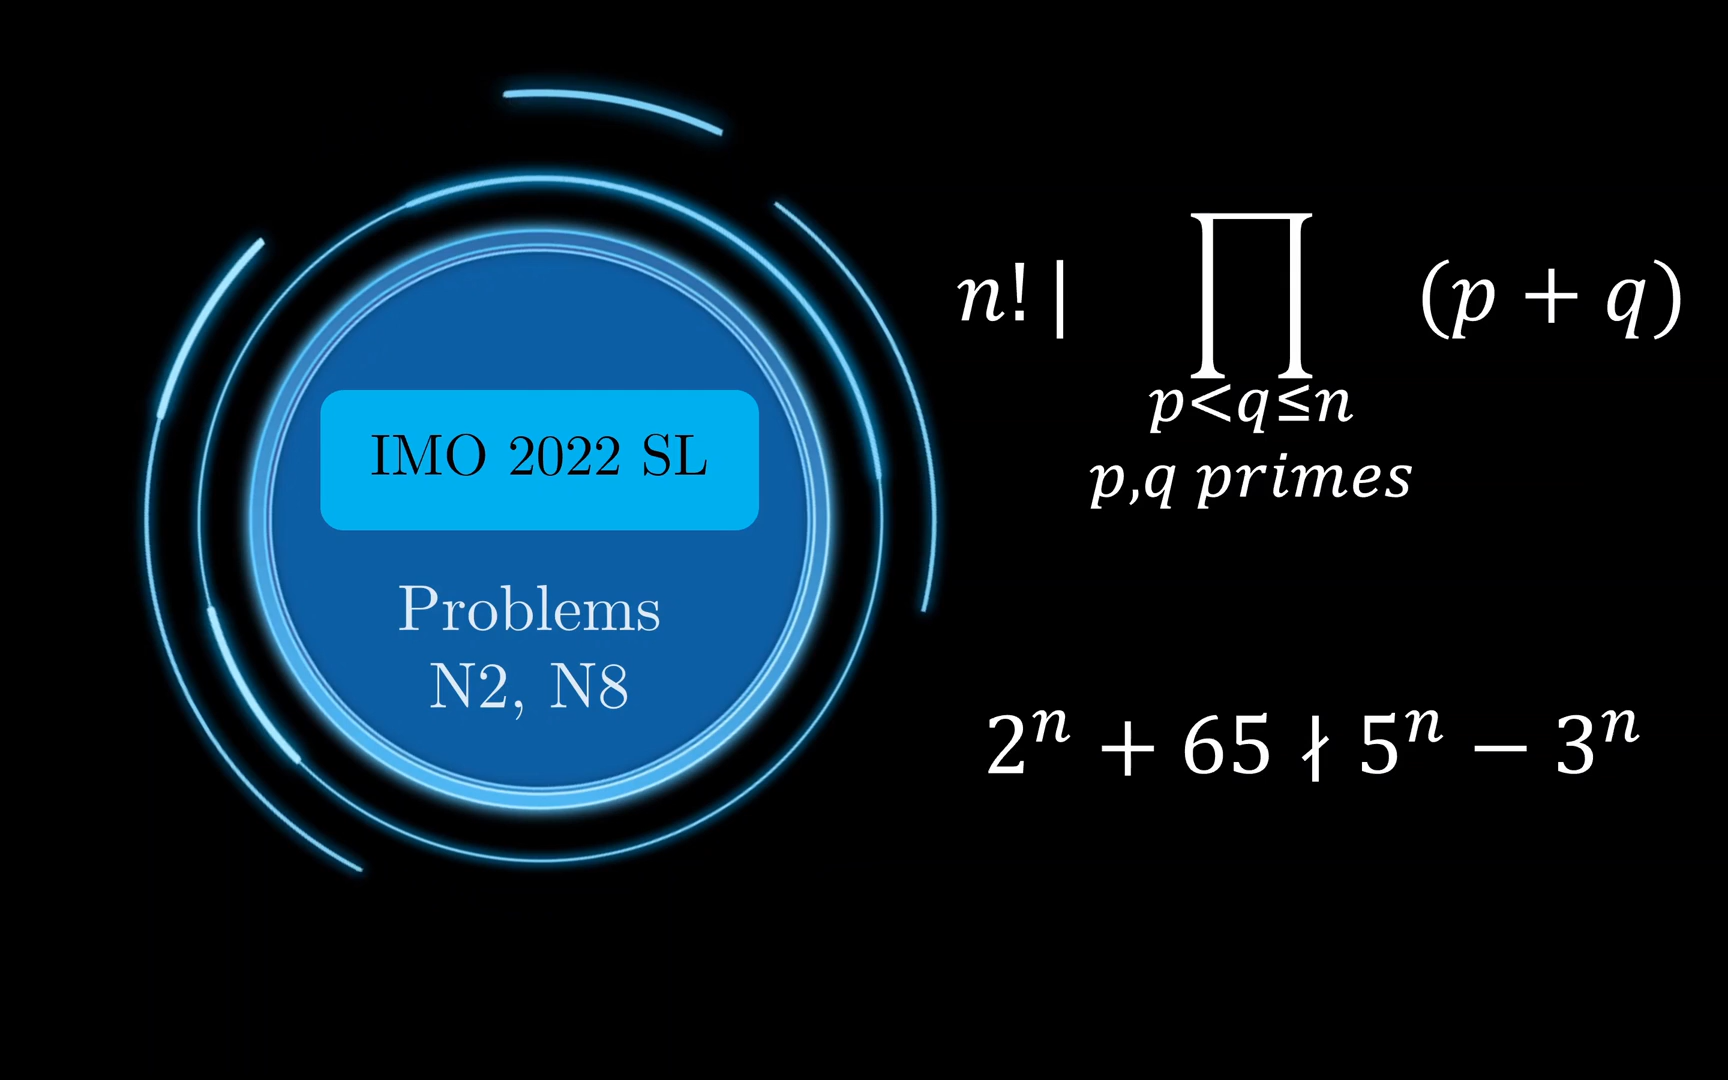 IMO 2022 SL
Problems
N2, N8
n! | ∏ (p + q)
p<q≤n
p,q primes
2ⁿ + 65 ∤ 5ⁿ − 3ⁿ